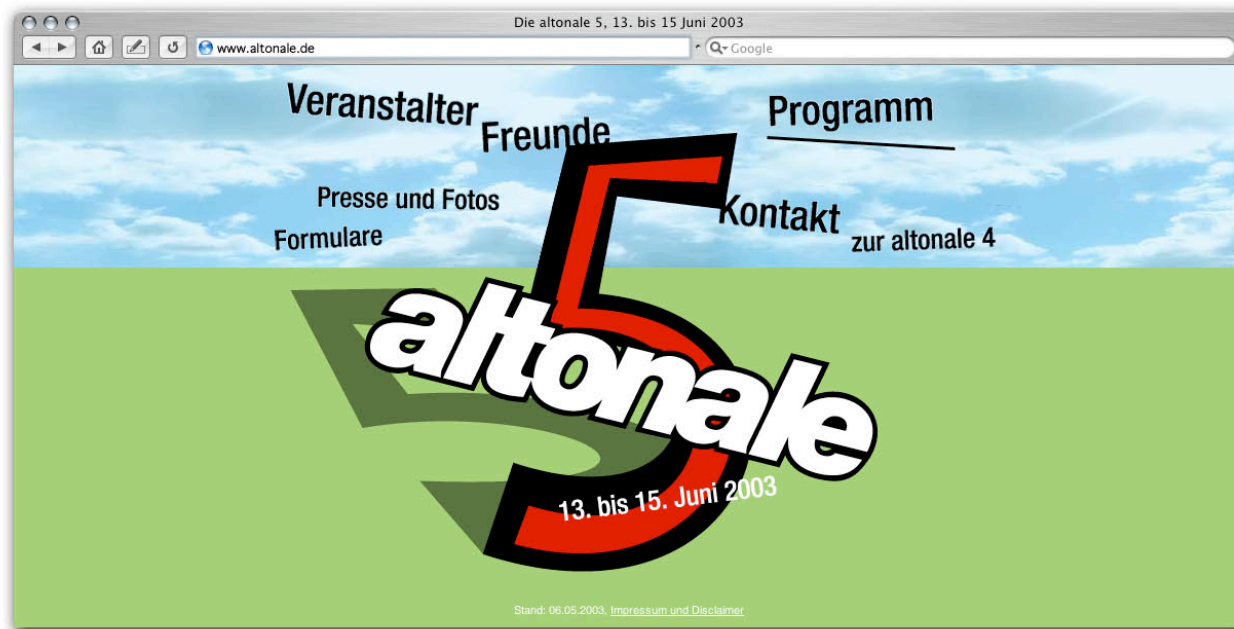 Die altonale 5, 13. bis 15 Juni 2003
www.altonale.de
Google
Veranstalter
Freunde
Programm
Presse und Fotos
Kontakt
Formulare
zur altonale 4
5
altonale
13. bis 15. Juni 2003
Stand: 06.05.2003, Impressum und Disclaimer